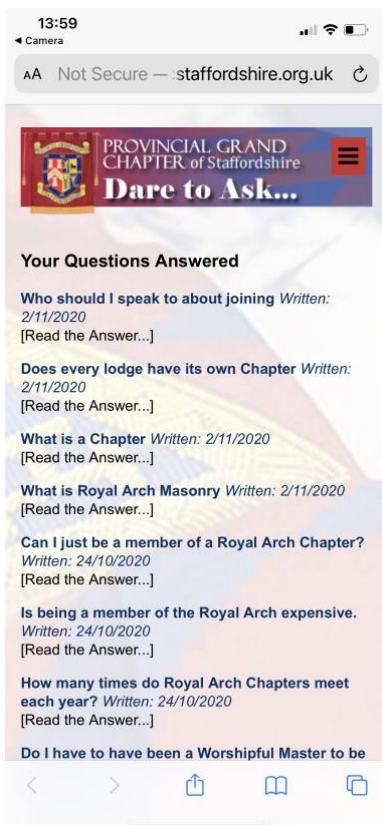 13:59
◀ Camera
AA Not Secure — staffordshire.org.uk
PROVINCIAL GRAND
CHAPTER of Staffordshire
Dare to Ask...
Your Questions Answered
Who should I speak to about joining Written:
2/11/2020
[Read the Answer...]
Does every lodge have its own Chapter Written:
2/11/2020
[Read the Answer...]
What is a Chapter Written: 2/11/2020
[Read the Answer...]
What is Royal Arch Masonry Written: 2/11/2020
[Read the Answer...]
Can I just be a member of a Royal Arch Chapter?
Written: 24/10/2020
[Read the Answer...]
Is being a member of the Royal Arch expensive.
Written: 24/10/2020
[Read the Answer...]
How many times do Royal Arch Chapters meet
each year? Written: 24/10/2020
[Read the Answer...]
Do I have to have been a Worshipful Master to be